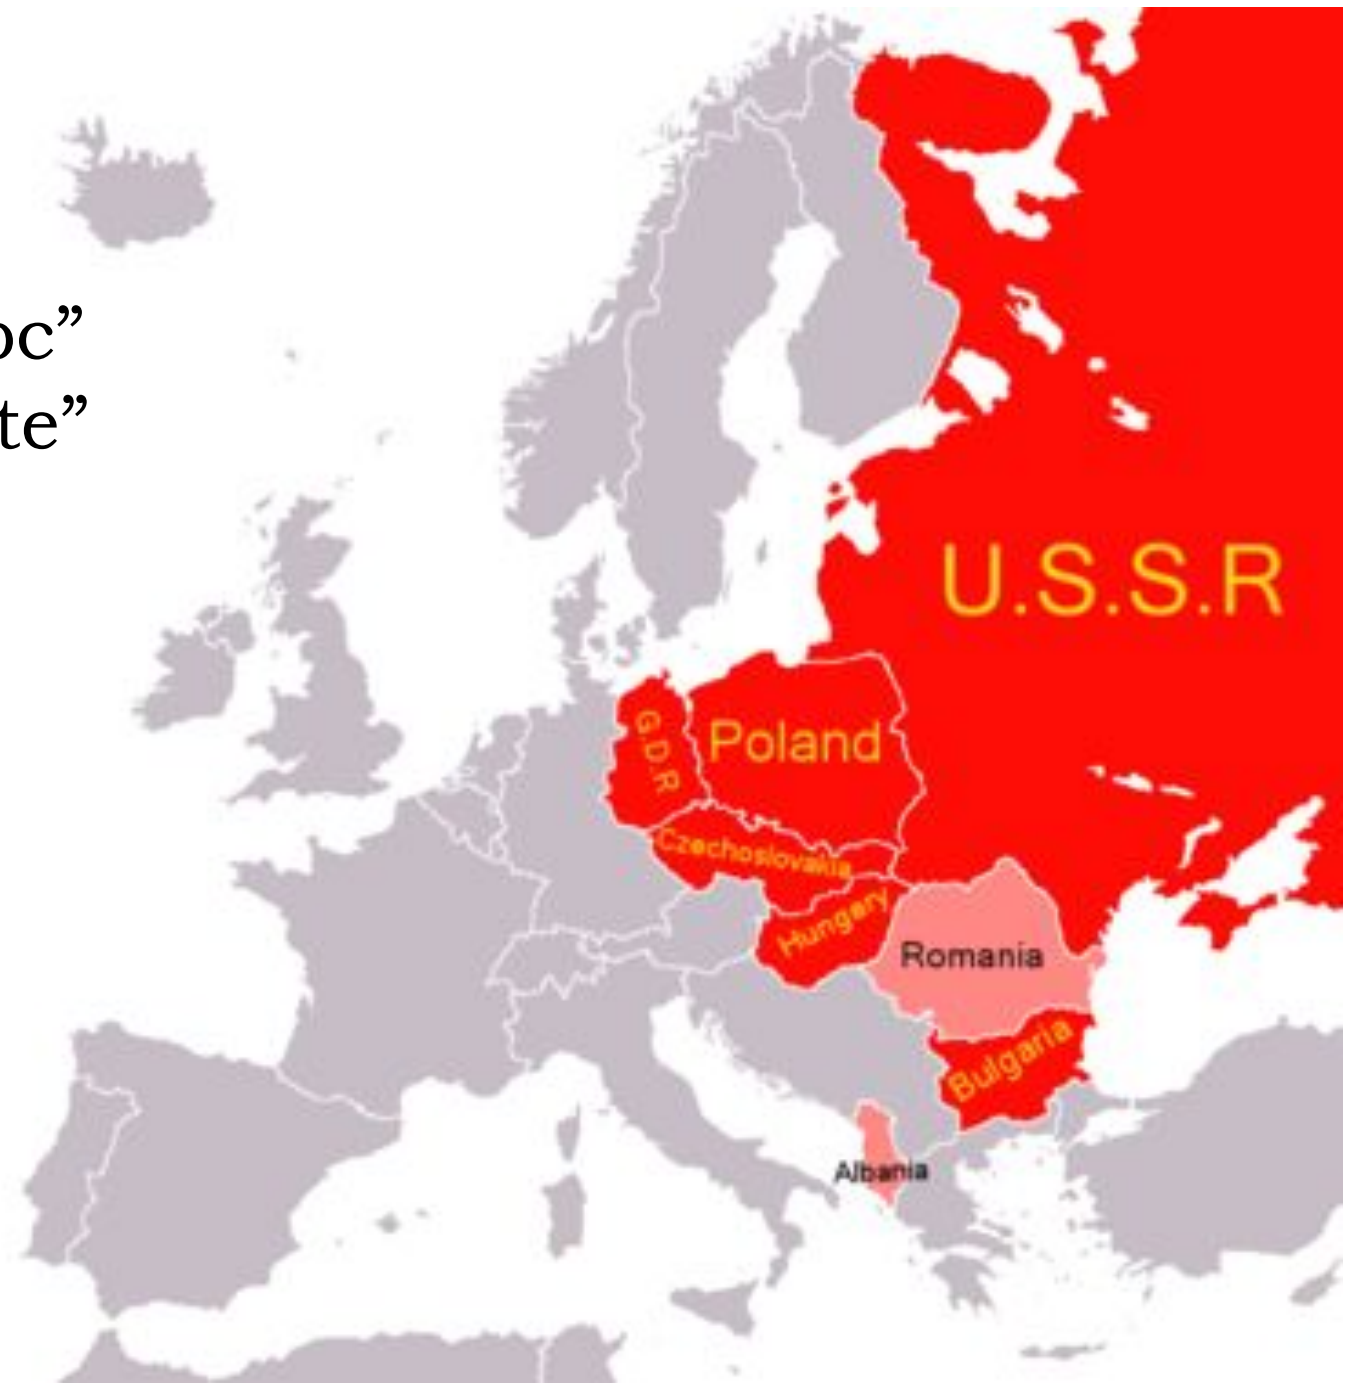 oc”
te”
U.S.S.R
G.D.R
Poland
Czechoslovakia
Hungary
Romania
Bulgaria
Albania